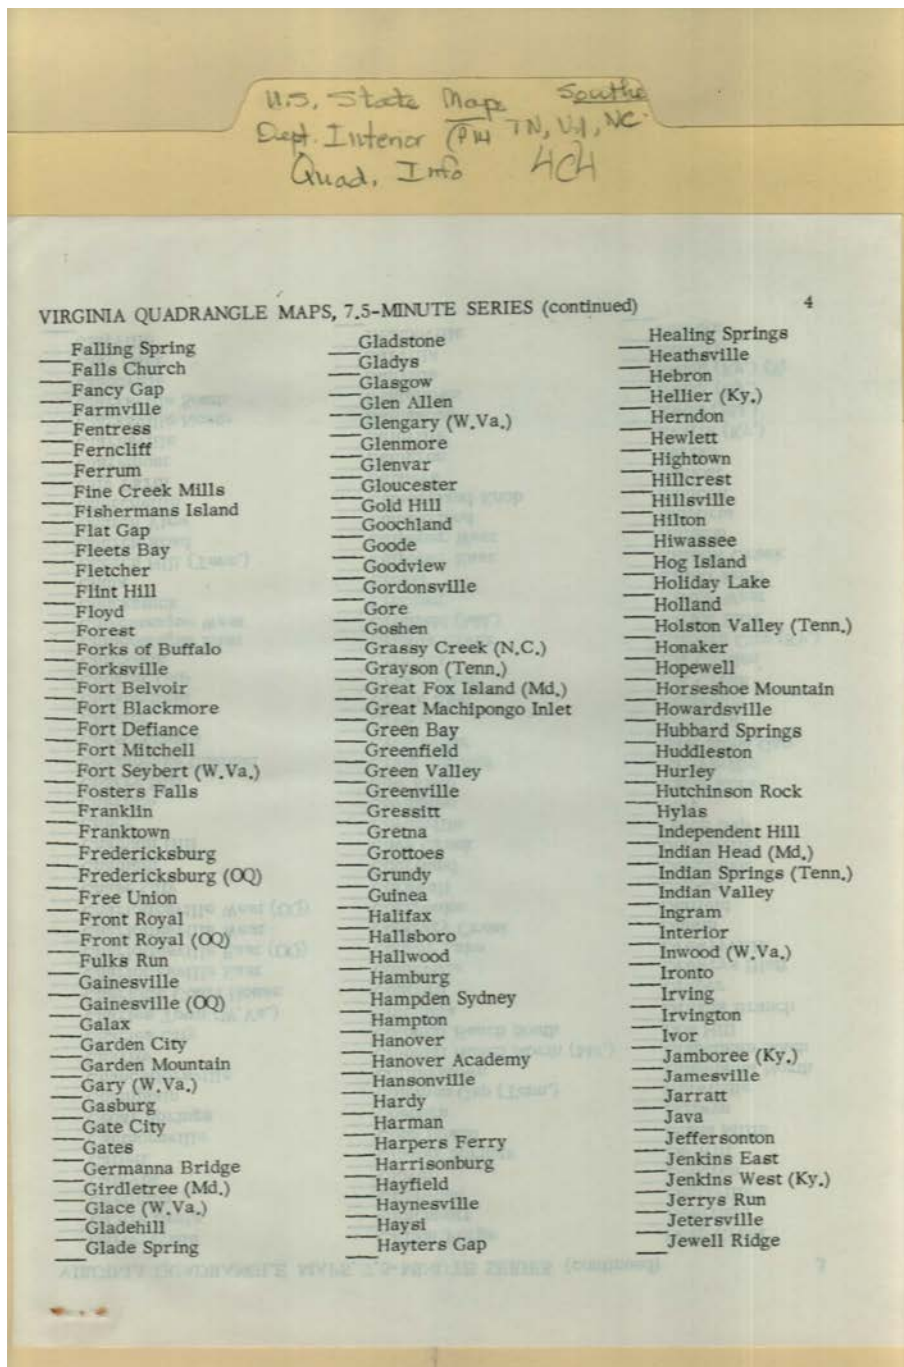 U.S. State Map Southe
Dept. Interior TN, VA, NC.
Quad. Info 404
VIRGINIA QUADRANGLE MAPS, 7.5-MINUTE SERIES (continued) 4
Falling Spring
Falls Church
Fancy Gap
Farmville
Fentress
Ferncliff
Ferrum
Fine Creek Mills
Fishermans Island
Flat Gap
Fleets Bay
Fletcher
Flint Hill
Floyd
Forest
Forks of Buffalo
Forksville
Fort Belvoir
Fort Blackmore
Fort Defiance
Fort Mitchell
Fort Seybert (W.Va.)
Fosters Falls
Franklin
Franktown
Fredericksburg
Fredericksburg (OQ)
Free Union
Front Royal
Front Royal (OQ)
Fulks Run
Gainesville
Gainesville (OQ)
Galax
Garden City
Garden Mountain
Gary (W.Va.)
Gasburg
Gate City
Gates
Germanna Bridge
Girdletree (Md.)
Glace (W.Va.)
Gladehill
Glade Spring
Gladstone
Gladys
Glasgow
Glen Allen
Glengary (W.Va.)
Glenmore
Glenvar
Gloucester
Gold Hill
Goochland
Goode
Goodview
Gordonsville
Gore
Goshen
Grassy Creek (N.C.)
Grayson (Tenn.)
Great Fox Island (Md.)
Great Machipongo Inlet
Green Bay
Greenfield
Green Valley
Greenville
Gressitt
Gretna
Grottoes
Grundy
Guinea
Halifax
Hallsboro
Hallwood
Hamburg
Hampden Sydney
Hampton
Hanover
Hanover Academy
Hansonville
Hardy
Harman
Harpers Ferry
Harrisonburg
Hayfield
Haynesville
Haysi
Hayters Gap
Healing Springs
Heathsville
Hebron
Hellier (Ky.)
Herndon
Hewlett
Hightown
Hillcrest
Hillsville
Hilton
Hiwassee
Hog Island
Holiday Lake
Holland
Holston Valley (Tenn.)
Honaker
Hopewell
Horseshoe Mountain
Howardsville
Hubbard Springs
Huddleston
Hurley
Hutchinson Rock
Hylas
Independent Hill
Indian Head (Md.)
Indian Springs (Tenn.)
Indian Valley
Ingram
Interior
Inwood (W.Va.)
Ironto
Irving
Irvington
Ivor
Jamboree (Ky.)
Jamesville
Jarratt
Java
Jeffersonton
Jenkins East
Jenkins West (Ky.)
Jerrys Run
Jetersville
Jewell Ridge